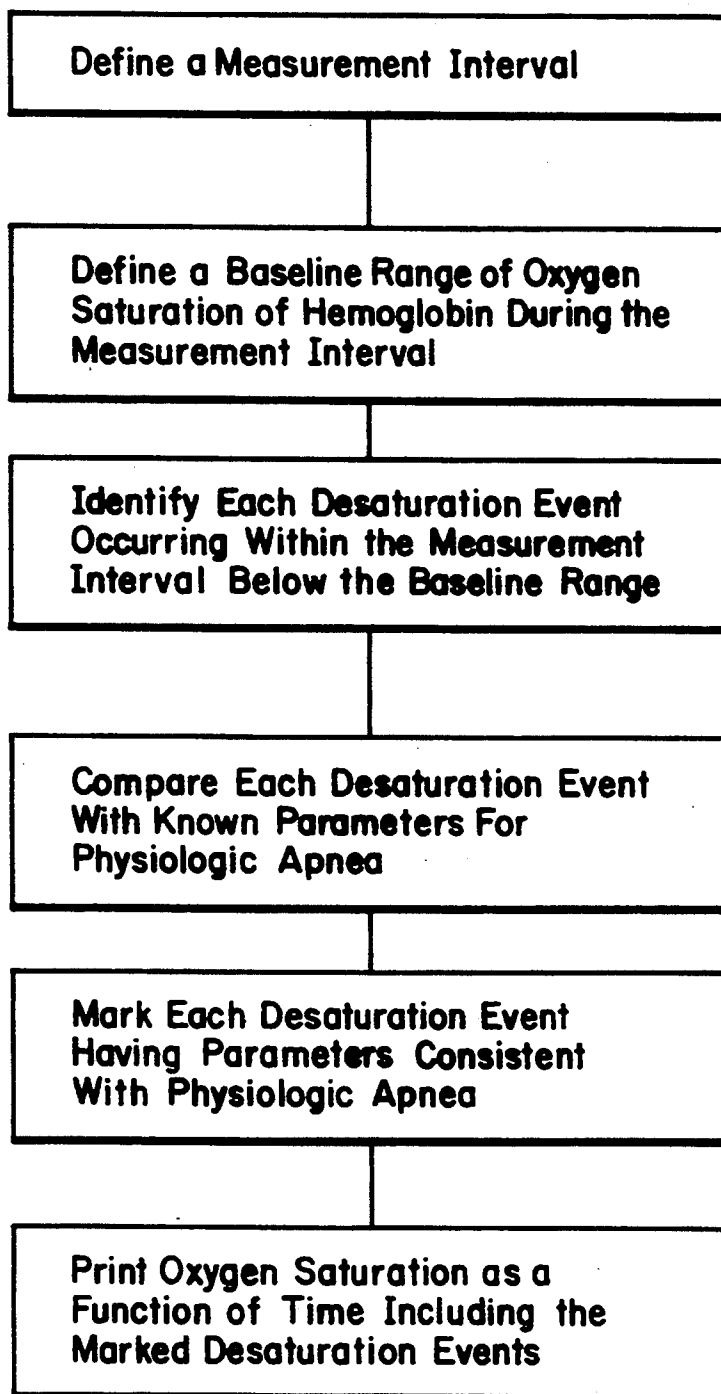 Define a Measurement Interval
Define a Baseline Range of Oxygen
Saturation of Hemoglobin During the
Measurement Interval
Identify Each Desaturation Event
Occurring Within the Measurement
Interval Below the Baseline Range
Compare Each Desaturation Event
With Known Parameters For
Physiologic Apnea
Mark Each Desaturation Event
Having Parameters Consistent
With Physiologic Apnea
Print Oxygen Saturation as a
Function of Time Including the
Marked Desaturation Events